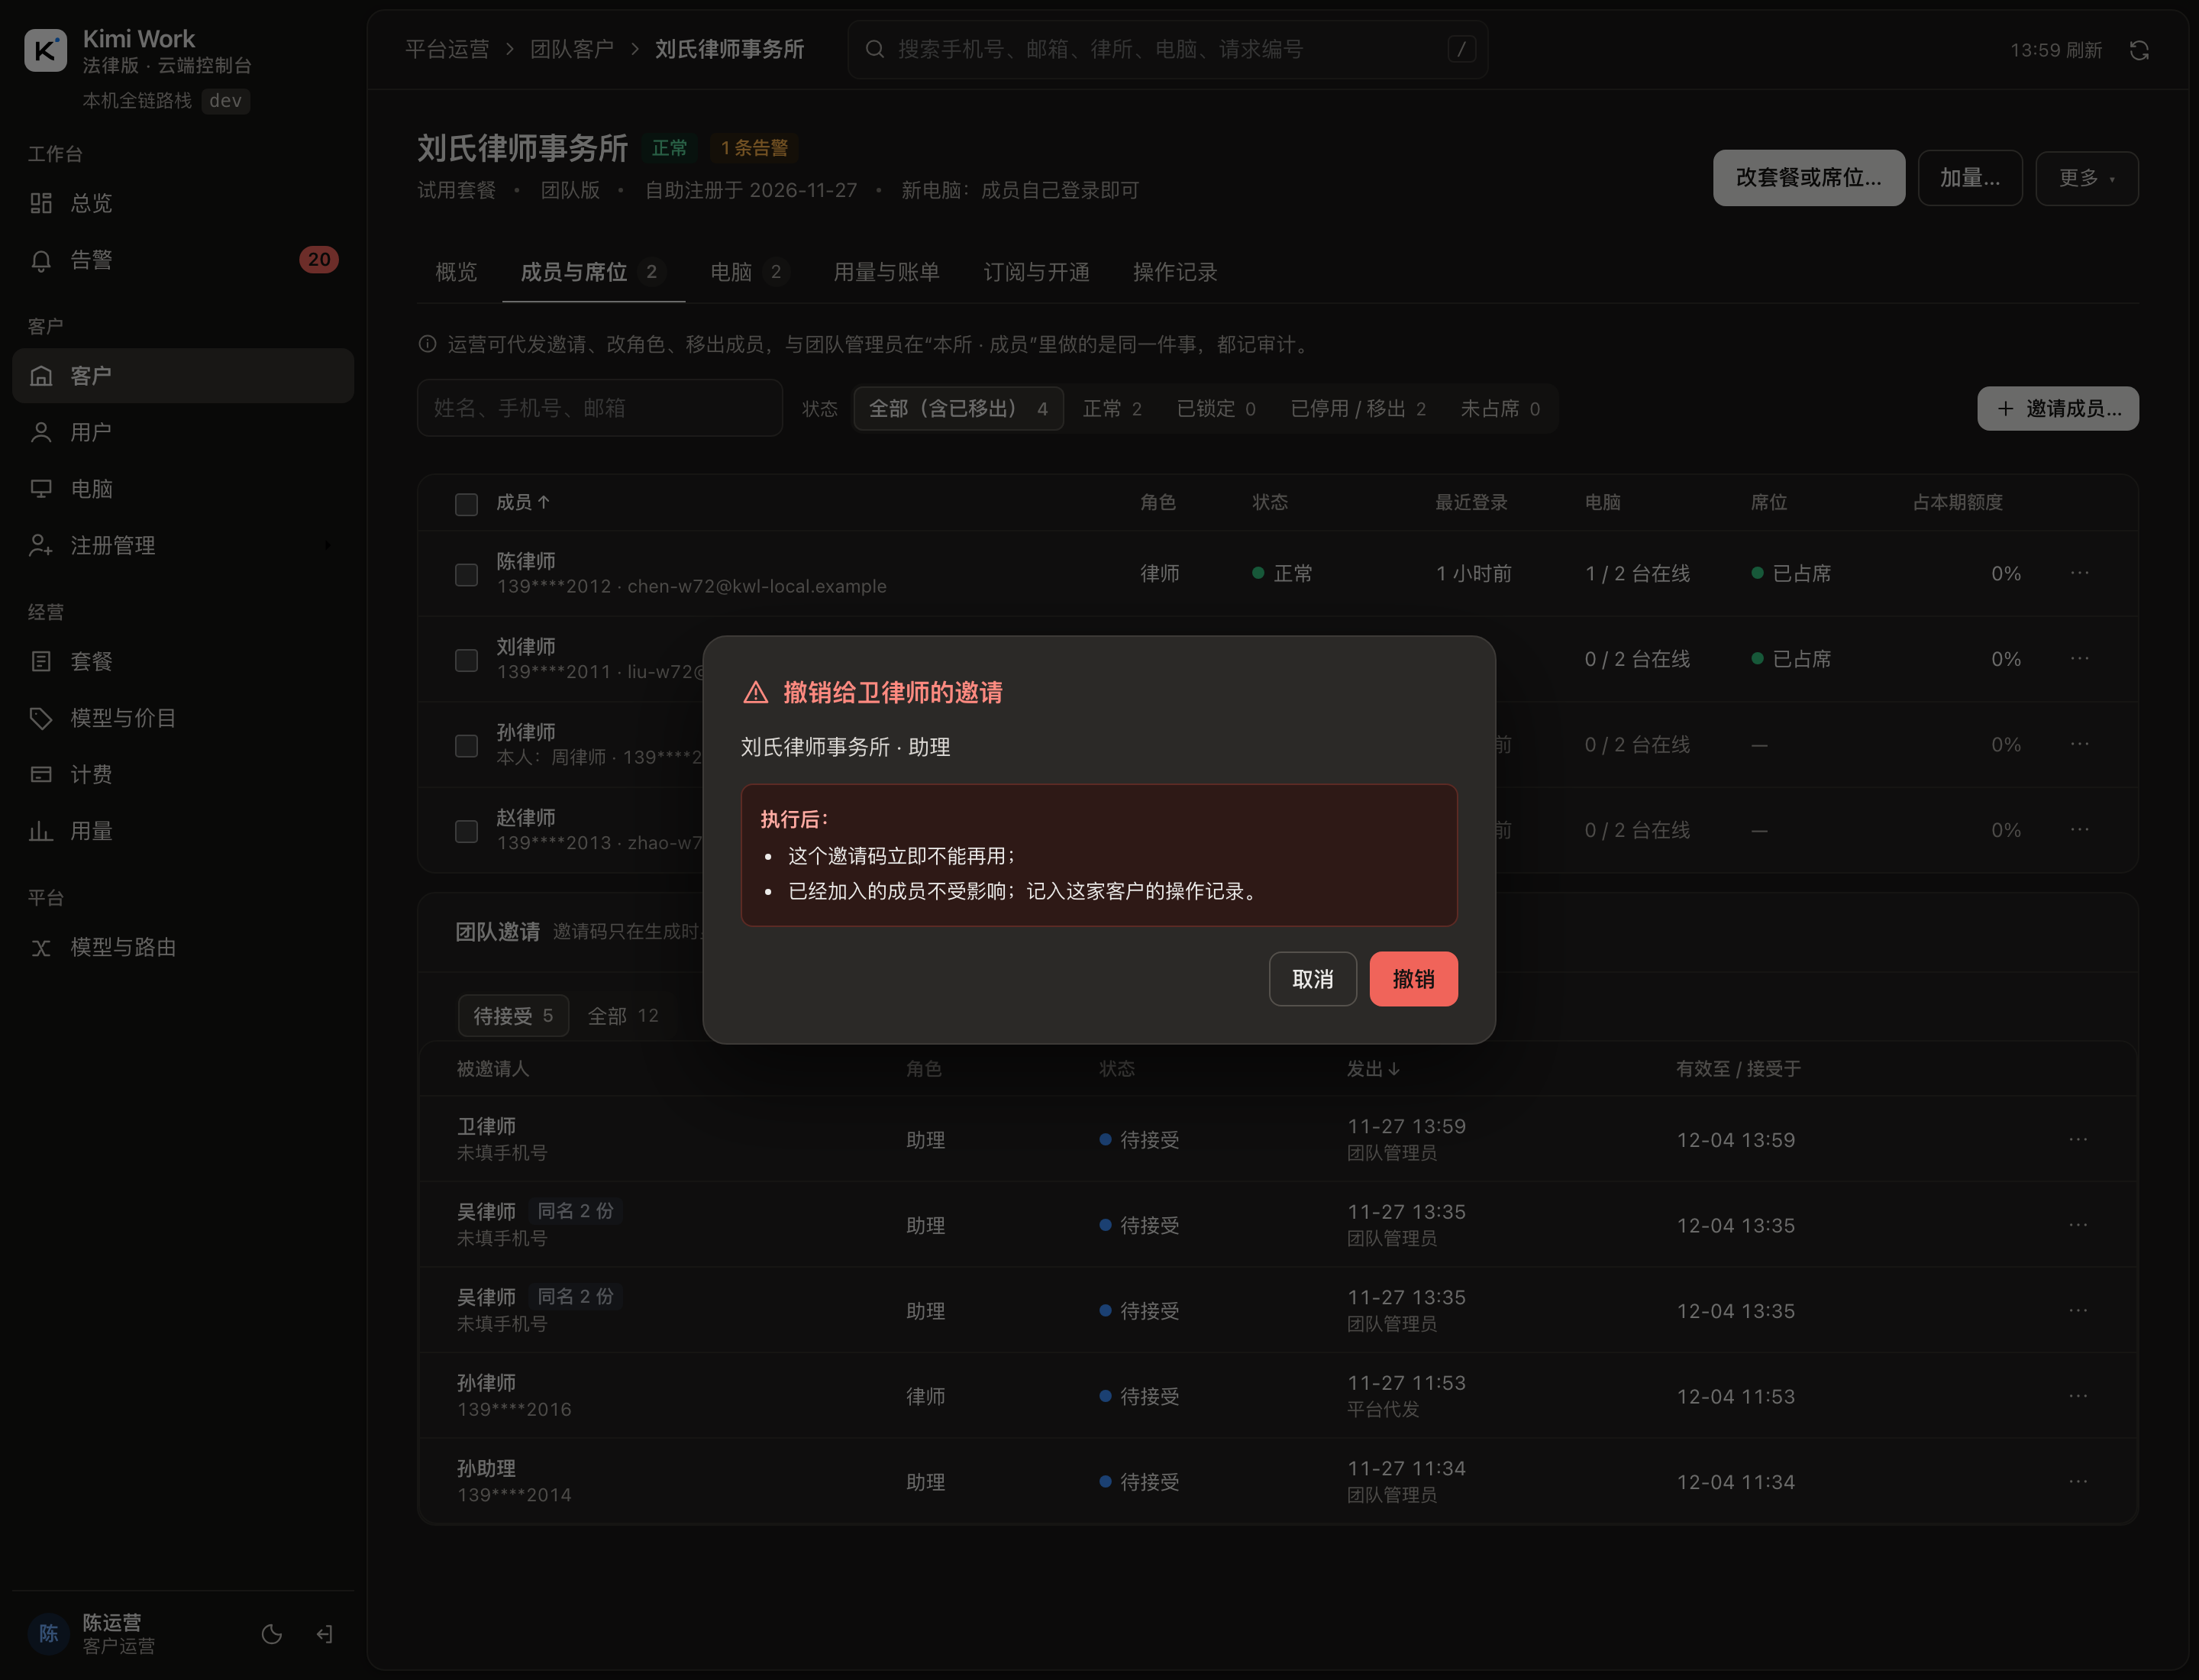 Kimi Work
法律版 · 云端控制台
本机全链路栈 dev
工作台
总览
告警 20
客户
客户
用户
电脑
注册管理
经营
套餐
模型与价目
计费
用量
平台
模型与路由
陈 陈运营
客户运营
平台运营 > 团队客户 > 刘氏律师事务所
搜索手机号、邮箱、律所、电脑、请求编号 /
13:59 刷新
刘氏律师事务所 正常 1 条告警
试用套餐 • 团队版 • 自助注册于 2026-11-27 • 新电脑：成员自己登录即可
改套餐或席位… 加量… 更多
概览 成员与席位 2 电脑 2 用量与账单 订阅与开通 操作记录
运营可代发邀请、改角色、移出成员，与团队管理员在“本所 · 成员”里做的是同一件事，都记审计。
姓名、手机号、邮箱 状态 全部（含已移出） 4 正常 2 已锁定 0 已停用 / 移出 2 未占席 0
+ 邀请成员…
成员 ↑ 角色 状态 最近登录 电脑 席位 占本期额度
陈律师 律师 正常 1 小时前 1 / 2 台在线 已占席 0% …
139****2012 · chen-w72@kwl-local.example
刘律师 0 / 2 台在线 已占席 0% …
139****2011 · liu-w72@
孙律师 前 0 / 2 台在线 — 0% …
本人：周律师 · 139****2
赵律师 前 0 / 2 台在线 — 0% …
139****2013 · zhao-w7
撤销给卫律师的邀请
刘氏律师事务所 · 助理
执行后：
• 这个邀请码立即不能再用；
• 已经加入的成员不受影响；记入这家客户的操作记录。
取消 撤销
团队邀请 邀请码只在生成时
待接受 5 全部 12
被邀请人 角色 状态 发出 ↓ 有效至 / 接受于
卫律师 助理 待接受 11-27 13:59 12-04 13:59 …
未填手机号 团队管理员
吴律师 同名 2 份 助理 待接受 11-27 13:35 12-04 13:35 …
未填手机号 团队管理员
吴律师 同名 2 份 助理 待接受 11-27 13:35 12-04 13:35 …
未填手机号 团队管理员
孙律师 律师 待接受 11-27 11:53 12-04 11:53 …
139****2016 平台代发
孙助理 助理 待接受 11-27 11:34 12-04 11:34 …
139****2014 团队管理员